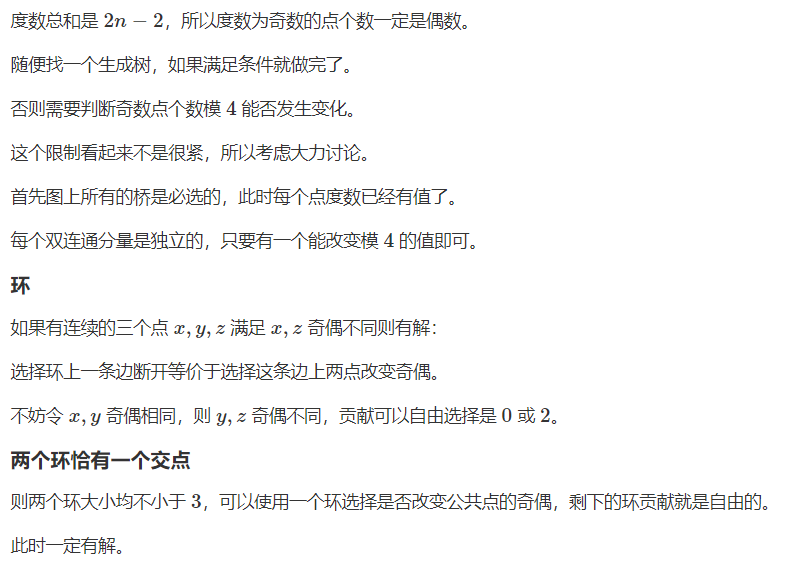 度数总和是 2n − 2，所以度数为奇数的点个数一定是偶数。
随便找一个生成树，如果满足条件就做完了。
否则需要判断奇数点个数模 4 能否发生变化。
这个限制看起来不是很紧，所以考虑大力讨论。
首先图上所有的桥是必选的，此时每个点度数已经有值了。
每个双连通分量是独立的，只要有一个能改变模 4 的值即可。
环
如果有连续的三个点 x, y, z 满足 x, z 奇偶不同则有解：
选择环上一条边断开等价于选择这条边上两点改变奇偶。
不妨令 x, y 奇偶相同，则 y, z 奇偶不同，贡献可以自由选择是 0 或 2。
两个环恰有一个交点
则两个环大小均不小于 3，可以使用一个环选择是否改变公共点的奇偶，剩下的环贡献就是自由的。
此时一定有解。